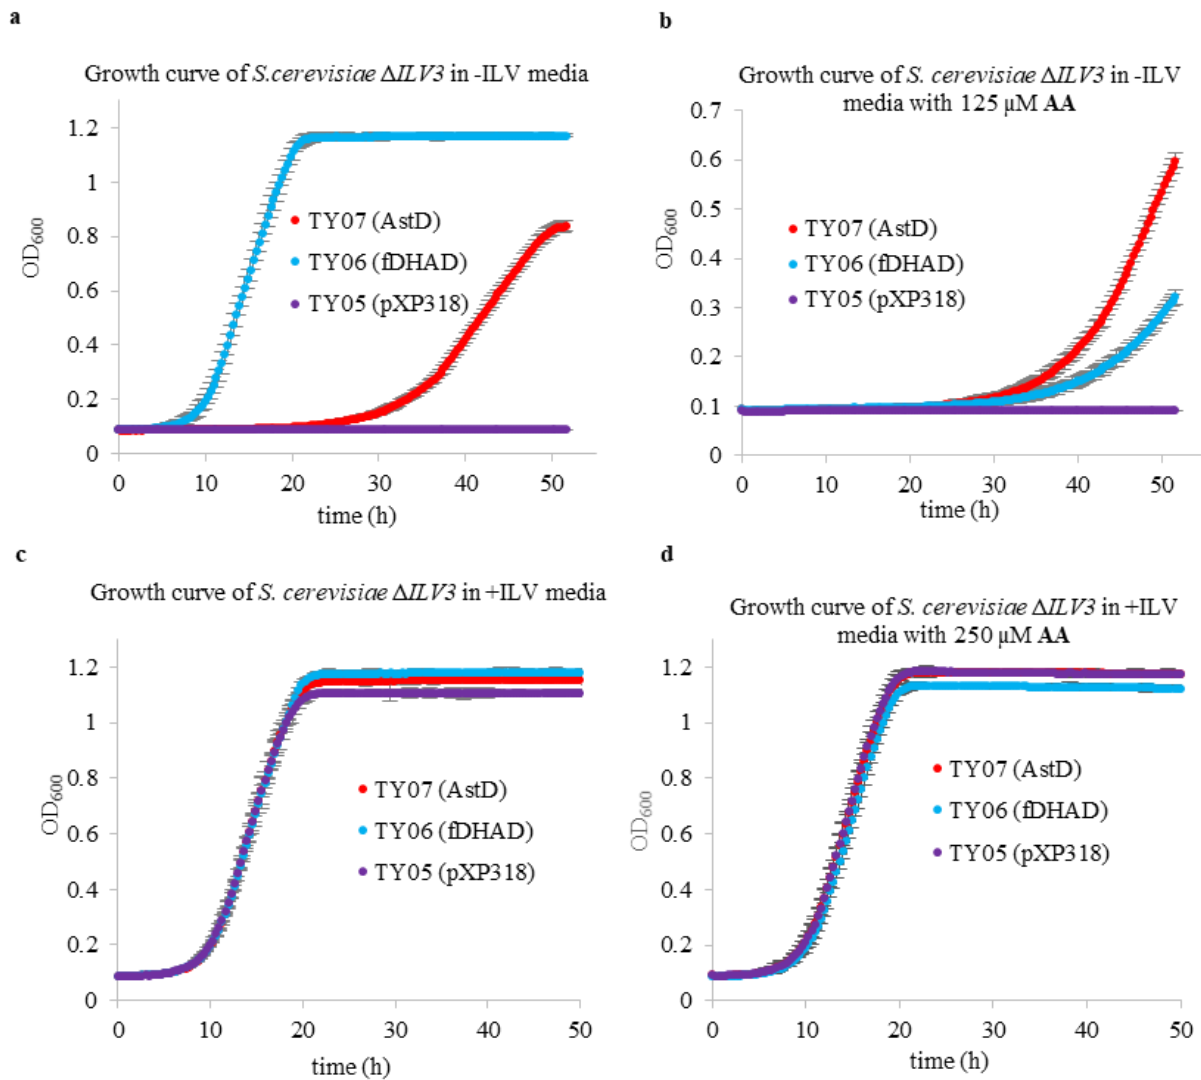 a
Growth curve of S.cerevisiae ΔILV3 in -ILV media
1.2
1
0.8
0.6
0.4
0.2
0
OD600
TY07 (AstD)
TY06 (fDHAD)
TY05 (pXP318)
0 10 20 30 40 50
time (h)
b
Growth curve of S. cerevisiae ΔILV3 in -ILV
media with 125 µM AA
0.7
0.6
0.5
0.4
0.3
0.2
0.1
0
OD600
TY07 (AstD)
TY06 (fDHAD)
TY05 (pXP318)
0 10 20 30 40 50
time (h)
c
Growth curve of S. cerevisiae ΔILV3 in +ILV media
1.2
1
0.8
0.6
0.4
0.2
0
OD600
TY07 (AstD)
TY06 (fDHAD)
TY05 (pXP318)
0 10 20 30 40 50
time (h)
d
Growth curve of S. cerevisiae ΔILV3 in +ILV
media with 250 µM AA
1.2
1
0.8
0.6
0.4
0.2
0
OD600
TY07 (AstD)
TY06 (fDHAD)
TY05 (pXP318)
0 10 20 30 40 50
time (h)